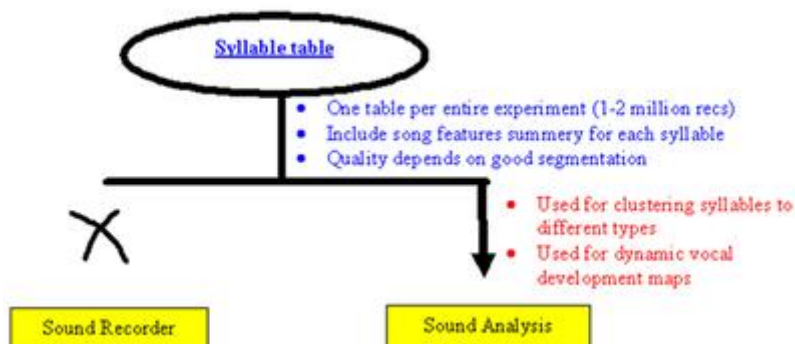 Syllable table
• One table per entire experiment (1-2 million recs)
• Include song features summery for each syllable
• Quality depends on good segmentation
• Used for clustering syllables to
different types
• Used for dynamic vocal
development maps
Sound Recorder
Sound Analysis